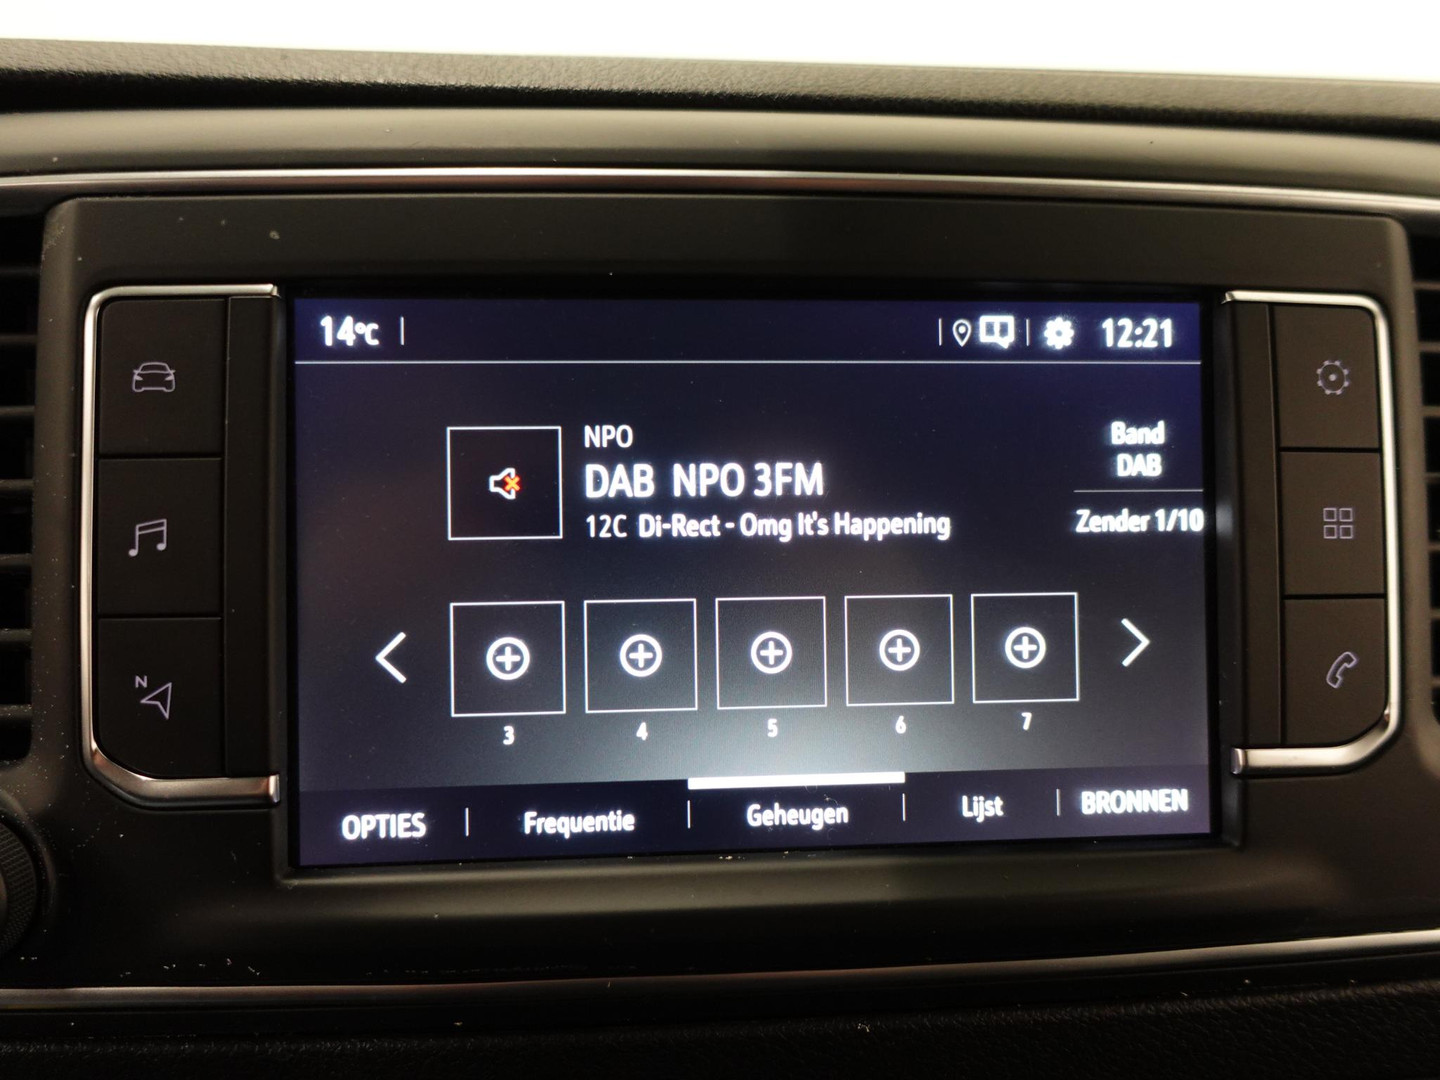 14°C
12:21
NPO
DAB NPO 3FM
12C Di-Rect - Omg It's Happening
Band
DAB
Zender 1/10
3 4 5 6 7
OPTIES Frequentie Geheugen Lijst BRONNEN
N